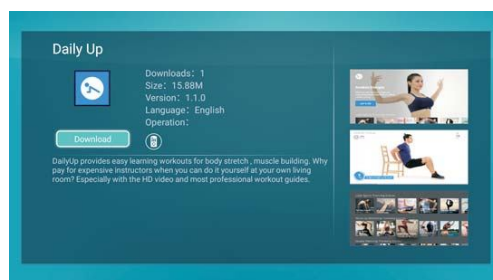 Daily Up
Downloads: 1
Size: 15.88M
Version: 1.1.0
Language: English
Operation:
Download
DailyUp provides easy learning workouts for body stretch , muscle building. Why
pay for expensive instructors when you can do it yourself at your own living
room? Especially with the HD video and most professional workout guides.